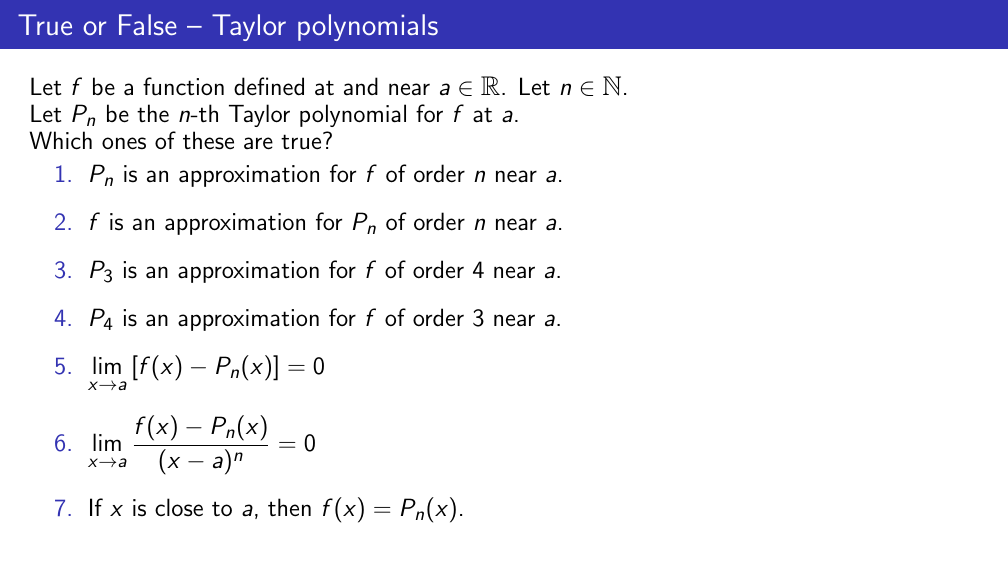 True or False – Taylor polynomials
Let f be a function defined at and near a ∈ ℝ. Let n ∈ ℕ.
Let Pₙ be the n-th Taylor polynomial for f at a.
Which ones of these are true?
1. Pₙ is an approximation for f of order n near a.
2. f is an approximation for Pₙ of order n near a.
3. P₃ is an approximation for f of order 4 near a.
4. P₄ is an approximation for f of order 3 near a.
5. lim_{x→a} [f(x) − Pₙ(x)] = 0
6. lim_{x→a} \frac{f(x) − Pₙ(x)}{(x − a)ⁿ} = 0
7. If x is close to a, then f(x) = Pₙ(x).